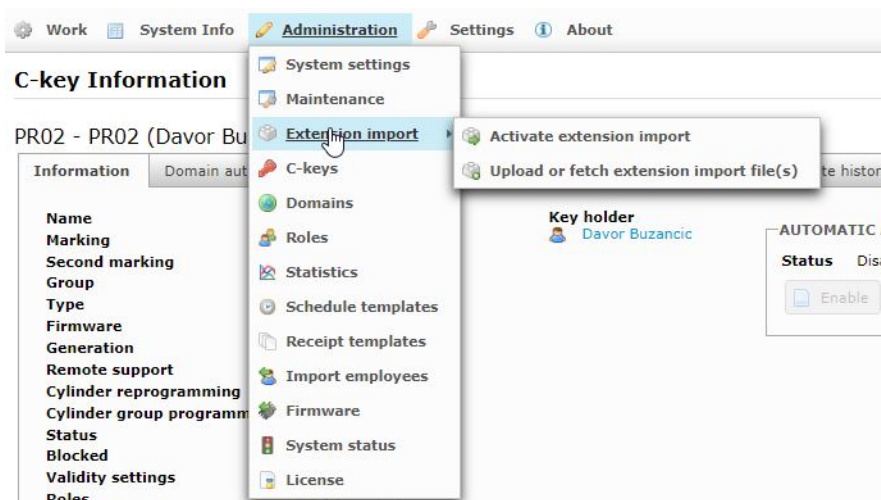 Work System Info Administration Settings About
C-key Information
System settings
Maintenance
PR02 - PR02 (Davor Bu
Extension import
Activate extension import
Upload or fetch extension import file(s)
Information
Domain aut
te histor
C-keys
Domains
Roles
Statistics
Schedule templates
Receipt templates
Import employees
Firmware
System status
License
Name
Marking
Second marking
Group
Type
Firmware
Generation
Remote support
Cylinder reprogramming
Cylinder group programm
Status
Blocked
Validity settings
Roles
Key holder
Davor Buzancic
AUTOMATIC
Status Disa
Enable